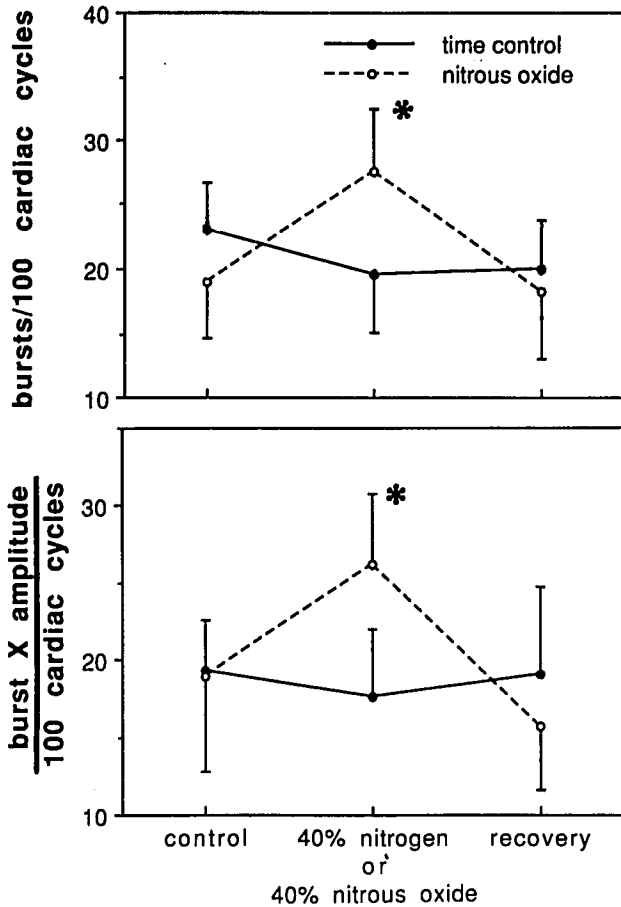 bursts/100 cardiac cycles
40
30
20
10
time control
nitrous oxide
*
burst X amplitude
100 cardiac cycles
30
20
10
*
control
40% nitrogen
or
40% nitrous oxide
recovery